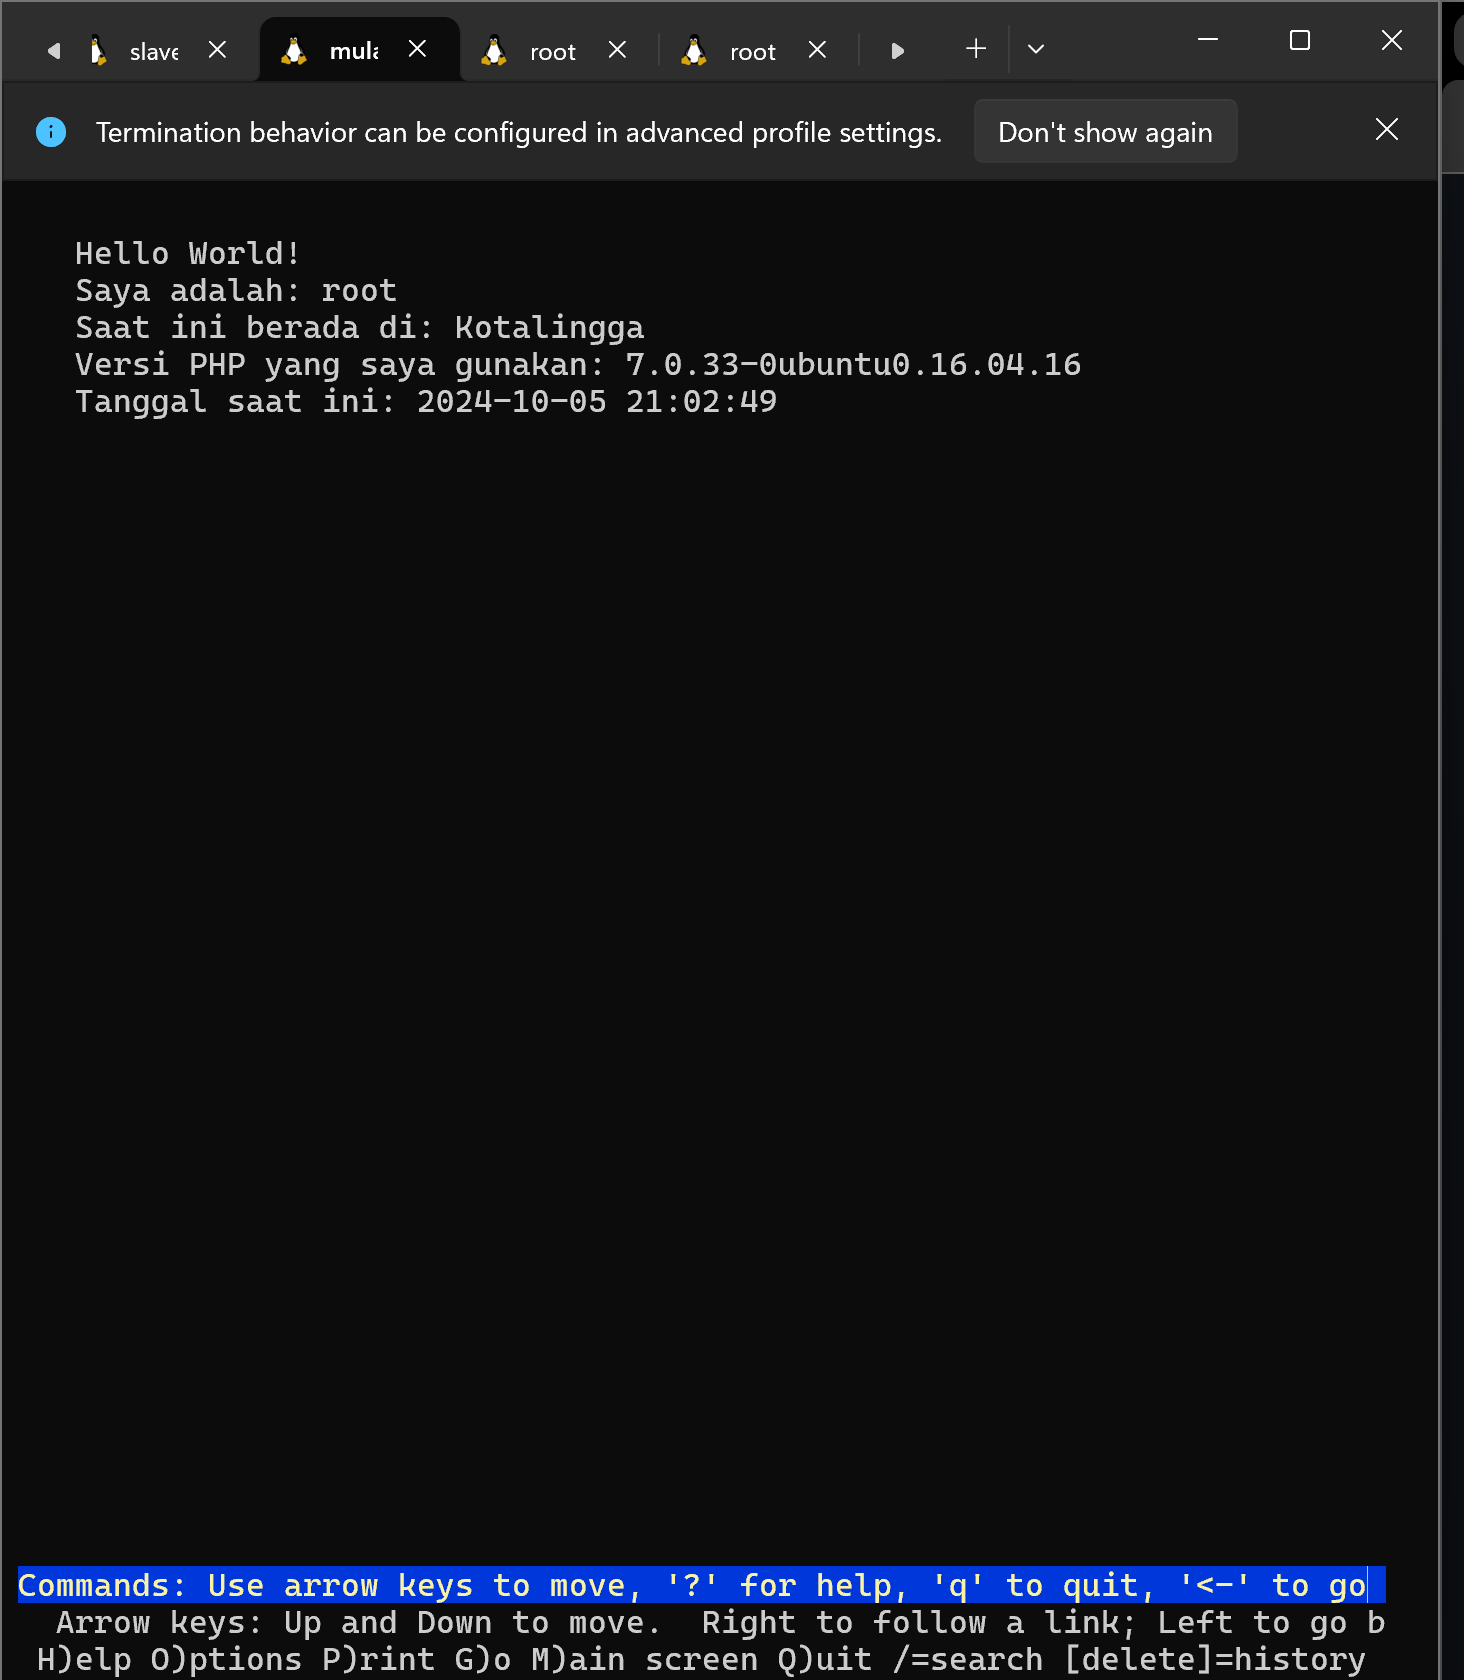 slave
mula
root
root
Termination behavior can be configured in advanced profile settings.
Don't show again
Hello World!
Saya adalah: root
Saat ini berada di: Kotalingga
Versi PHP yang saya gunakan: 7.0.33-0ubuntu0.16.04.16
Tanggal saat ini: 2024-10-05 21:02:49
Commands: Use arrow keys to move, '?' for help, 'q' to quit, '<-' to go
Arrow keys: Up and Down to move. Right to follow a link; Left to go b
H)elp O)ptions P)rint G)o M)ain screen Q)uit /=search [delete]=history